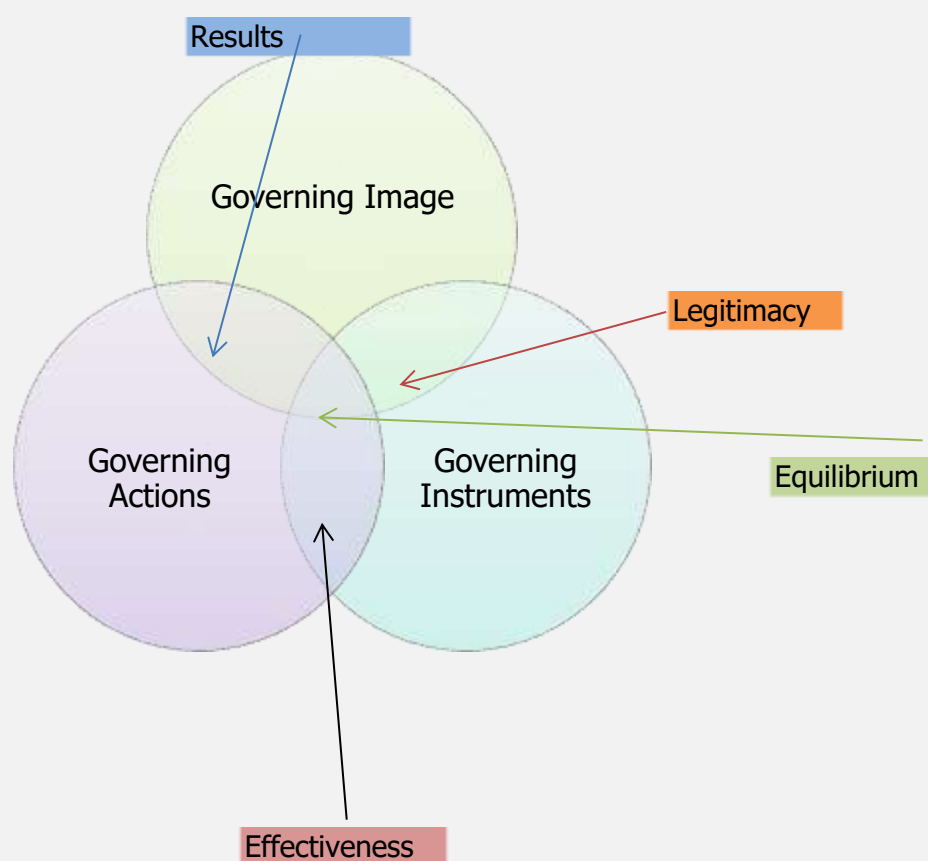 Results
Governing Image
Legitimacy
Governing
Actions
Governing
Instruments
Equilibrium
Effectiveness